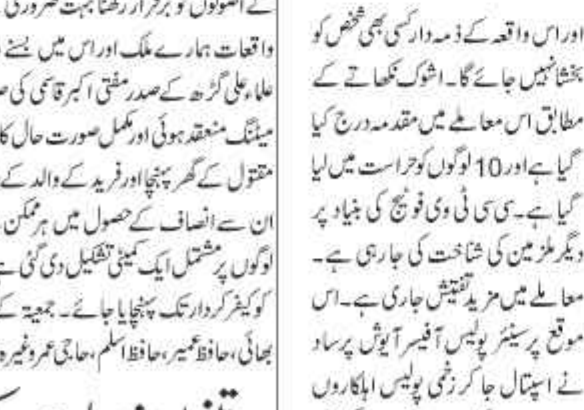 اور اس واقعہ کے ذمہ دار کسی بھی شخص کو
بخشا نہیں جائے گا۔ اشوک نکھاتے کے
مطابق اس معاملے میں مقدمہ درج کیا
گیا ہے اور 10 لوگوں کو حراست میں لیا
گیا ہے۔ سی سی ٹی وی فوٹیج کی بنیاد پر
دیگر ملزمین کی شناخت کی جا رہی ہے۔
معاملے میں مزید تفتیش جاری ہے۔ اس
موقع پر سینئر پولیس آفیسر آیوش پرساد
نے اسپتال جا کر زخمی پولیس اہلکاروں
کے اصولوں کو برقرار رکھنا بہت ضروری
واقعات ہمارے ملک اور اس میں بسنے
علماء علی گڑھ کے صدر مفتی اکبر قاسمی کی
میٹنگ منعقد ہوئی اور مکمل صورت حال کا
مقتول کے گھر پہنچا اور فرید کے والد کے
ان سے انصاف کے حصول میں ہر ممکن
لوگوں پر مشتمل ایک کمیٹی تشکیل دی گئی
کو کیفر کردار تک پہنچایا جائے۔ جمعیۃ کے
بھائی، حافظ عمیر، حافظ اسلم، حاجی عمر وغیرہ